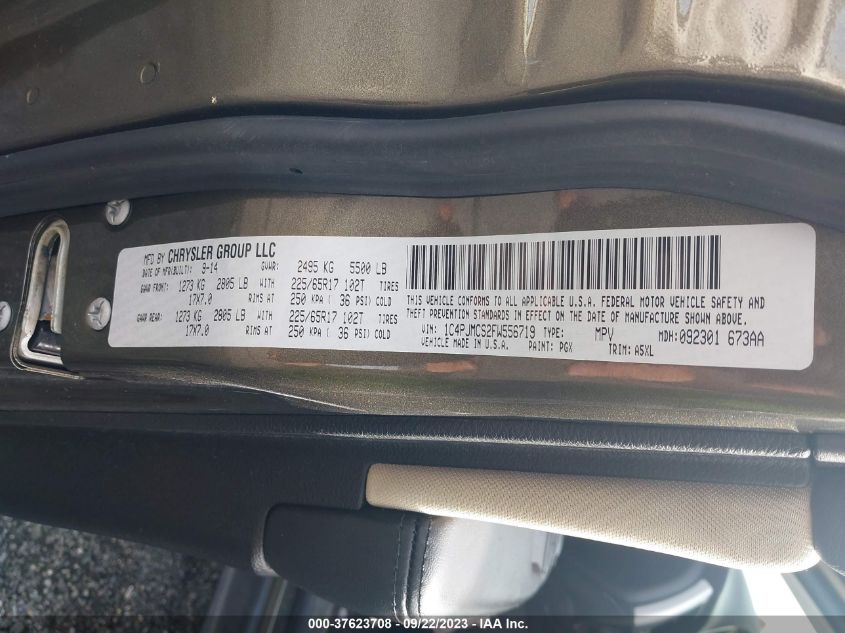 MFD BY CHRYSLER GROUP LLC
DATE OF MFR(BUILT): 9-14 GVWR: 2495 KG 5500 LB
GAWR FRONT: 1273 KG 2805 LB WITH 225/65R17 102T TIRES
17X7.0 RIMS AT 250 KPA ( 36 PSI) COLD
GAWR REAR: 1273 KG 2805 LB WITH 225/65R17 102T TIRES
17X7.0 RIMS AT 250 KPA ( 36 PSI) COLD
THIS VEHICLE CONFORMS TO ALL APPLICABLE U.S.A. FEDERAL MOTOR VEHICLE SAFETY AND
THEFT PREVENTION STANDARDS IN EFFECT ON THE DATE OF MANUFACTURE SHOWN ABOVE.
VIN: 1C4PJMCS2FW556719 TYPE: MPV MDH:092301 673AA
VEHICLE MADE IN U.S.A. PAINT: PGX TRIM: A5XL
000-37623708 - 09/22/2023 - IAAI.COM